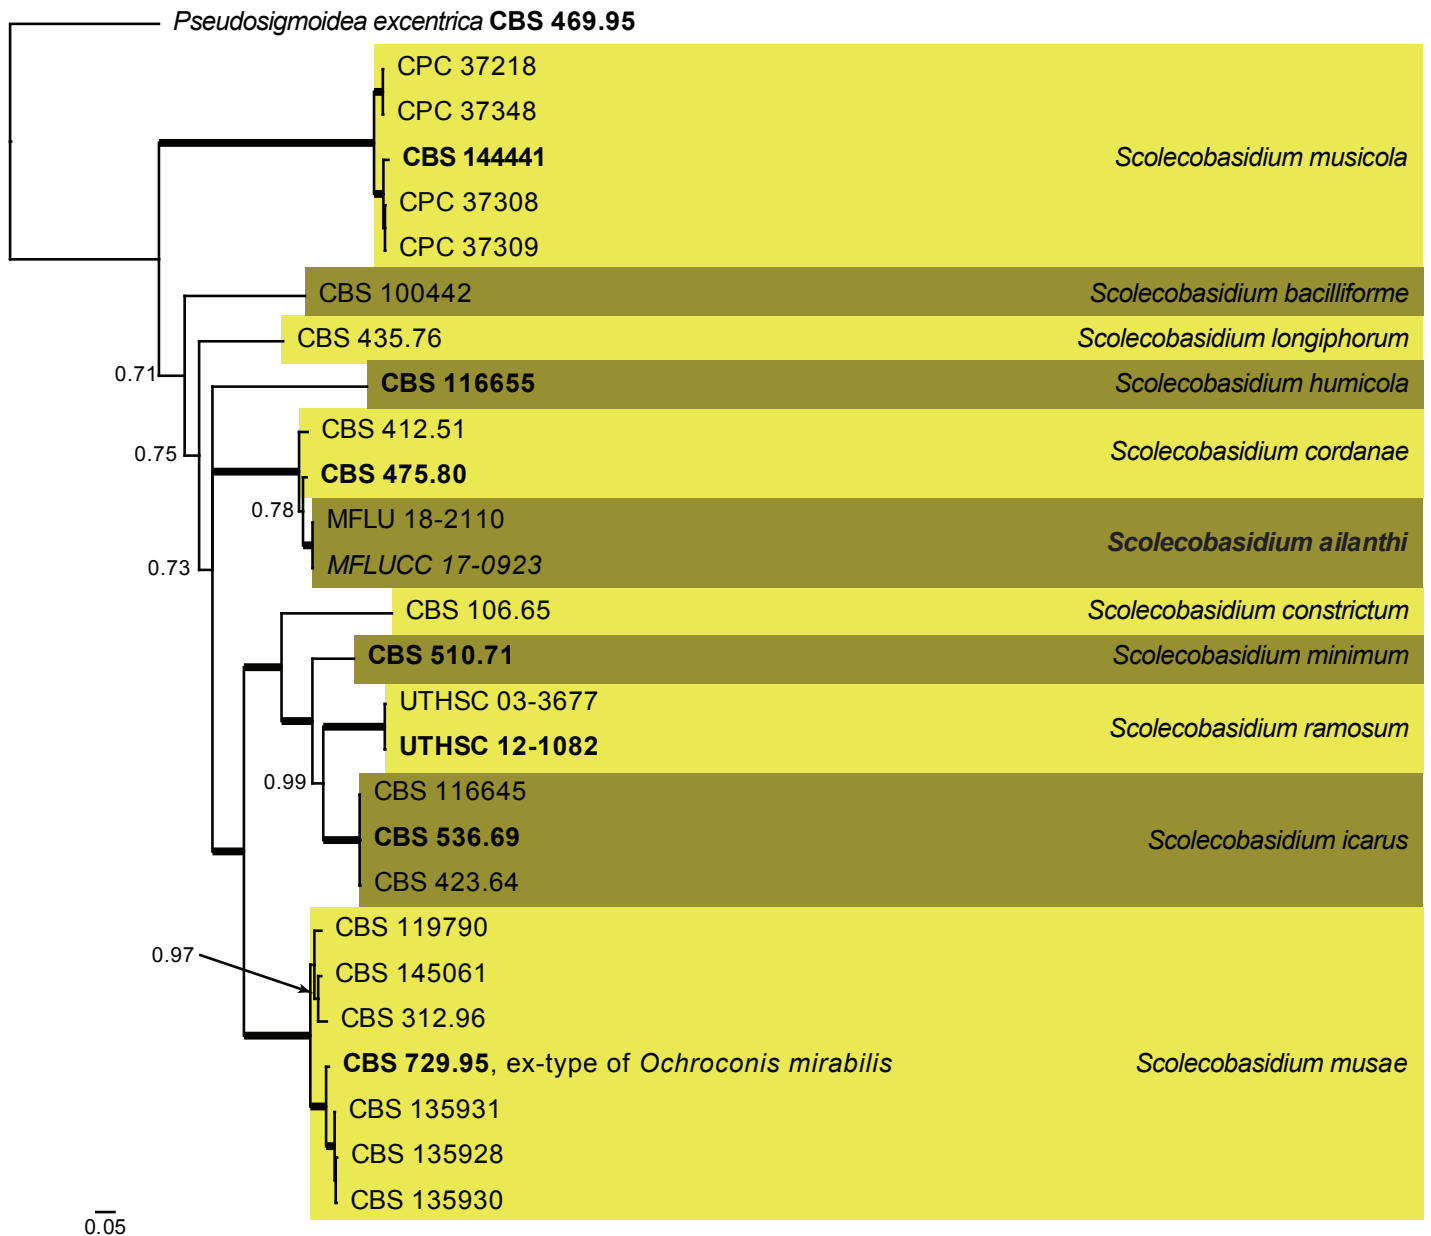 Pseudosigmoidea excentrica CBS 469.95
CPC 37218
CPC 37348
CBS 144441
Scolecobasidium musicola
CPC 37308
CPC 37309
CBS 100442
Scolecobasidium bacilliforme
CBS 435.76
Scolecobasidium longiphorum
0.71
CBS 116655
Scolecobasidium humicola
CBS 412.51
Scolecobasidium cordanae
0.75
CBS 475.80
0.78
MFLU 18-2110
Scolecobasidium ailanthi
MFLUCC 17-0923
0.73
CBS 106.65
Scolecobasidium constrictum
CBS 510.71
Scolecobasidium minimum
UTHSC 03-3677
Scolecobasidium ramosum
UTHSC 12-1082
0.99
CBS 116645
CBS 536.69
Scolecobasidium icarus
CBS 423.64
CBS 119790
0.97
CBS 145061
CBS 312.96
CBS 729.95, ex-type of Ochroconis mirabilis
Scolecobasidium musae
CBS 135931
CBS 135928
CBS 135930
0.05